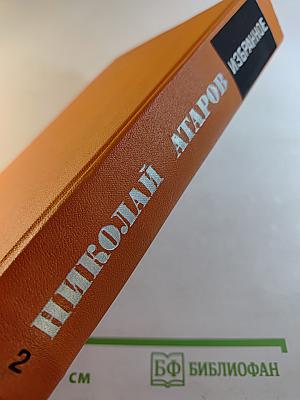 НИКОЛАЙ АТАРОВ
ИЗБРАННОЕ
2
см
БФ БИБЛИОФАН